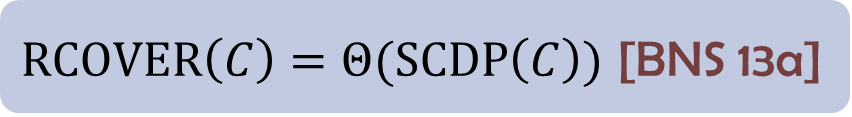 RCOVER(𝐶) = Θ(SCDP(𝐶)) [BNS 13a]